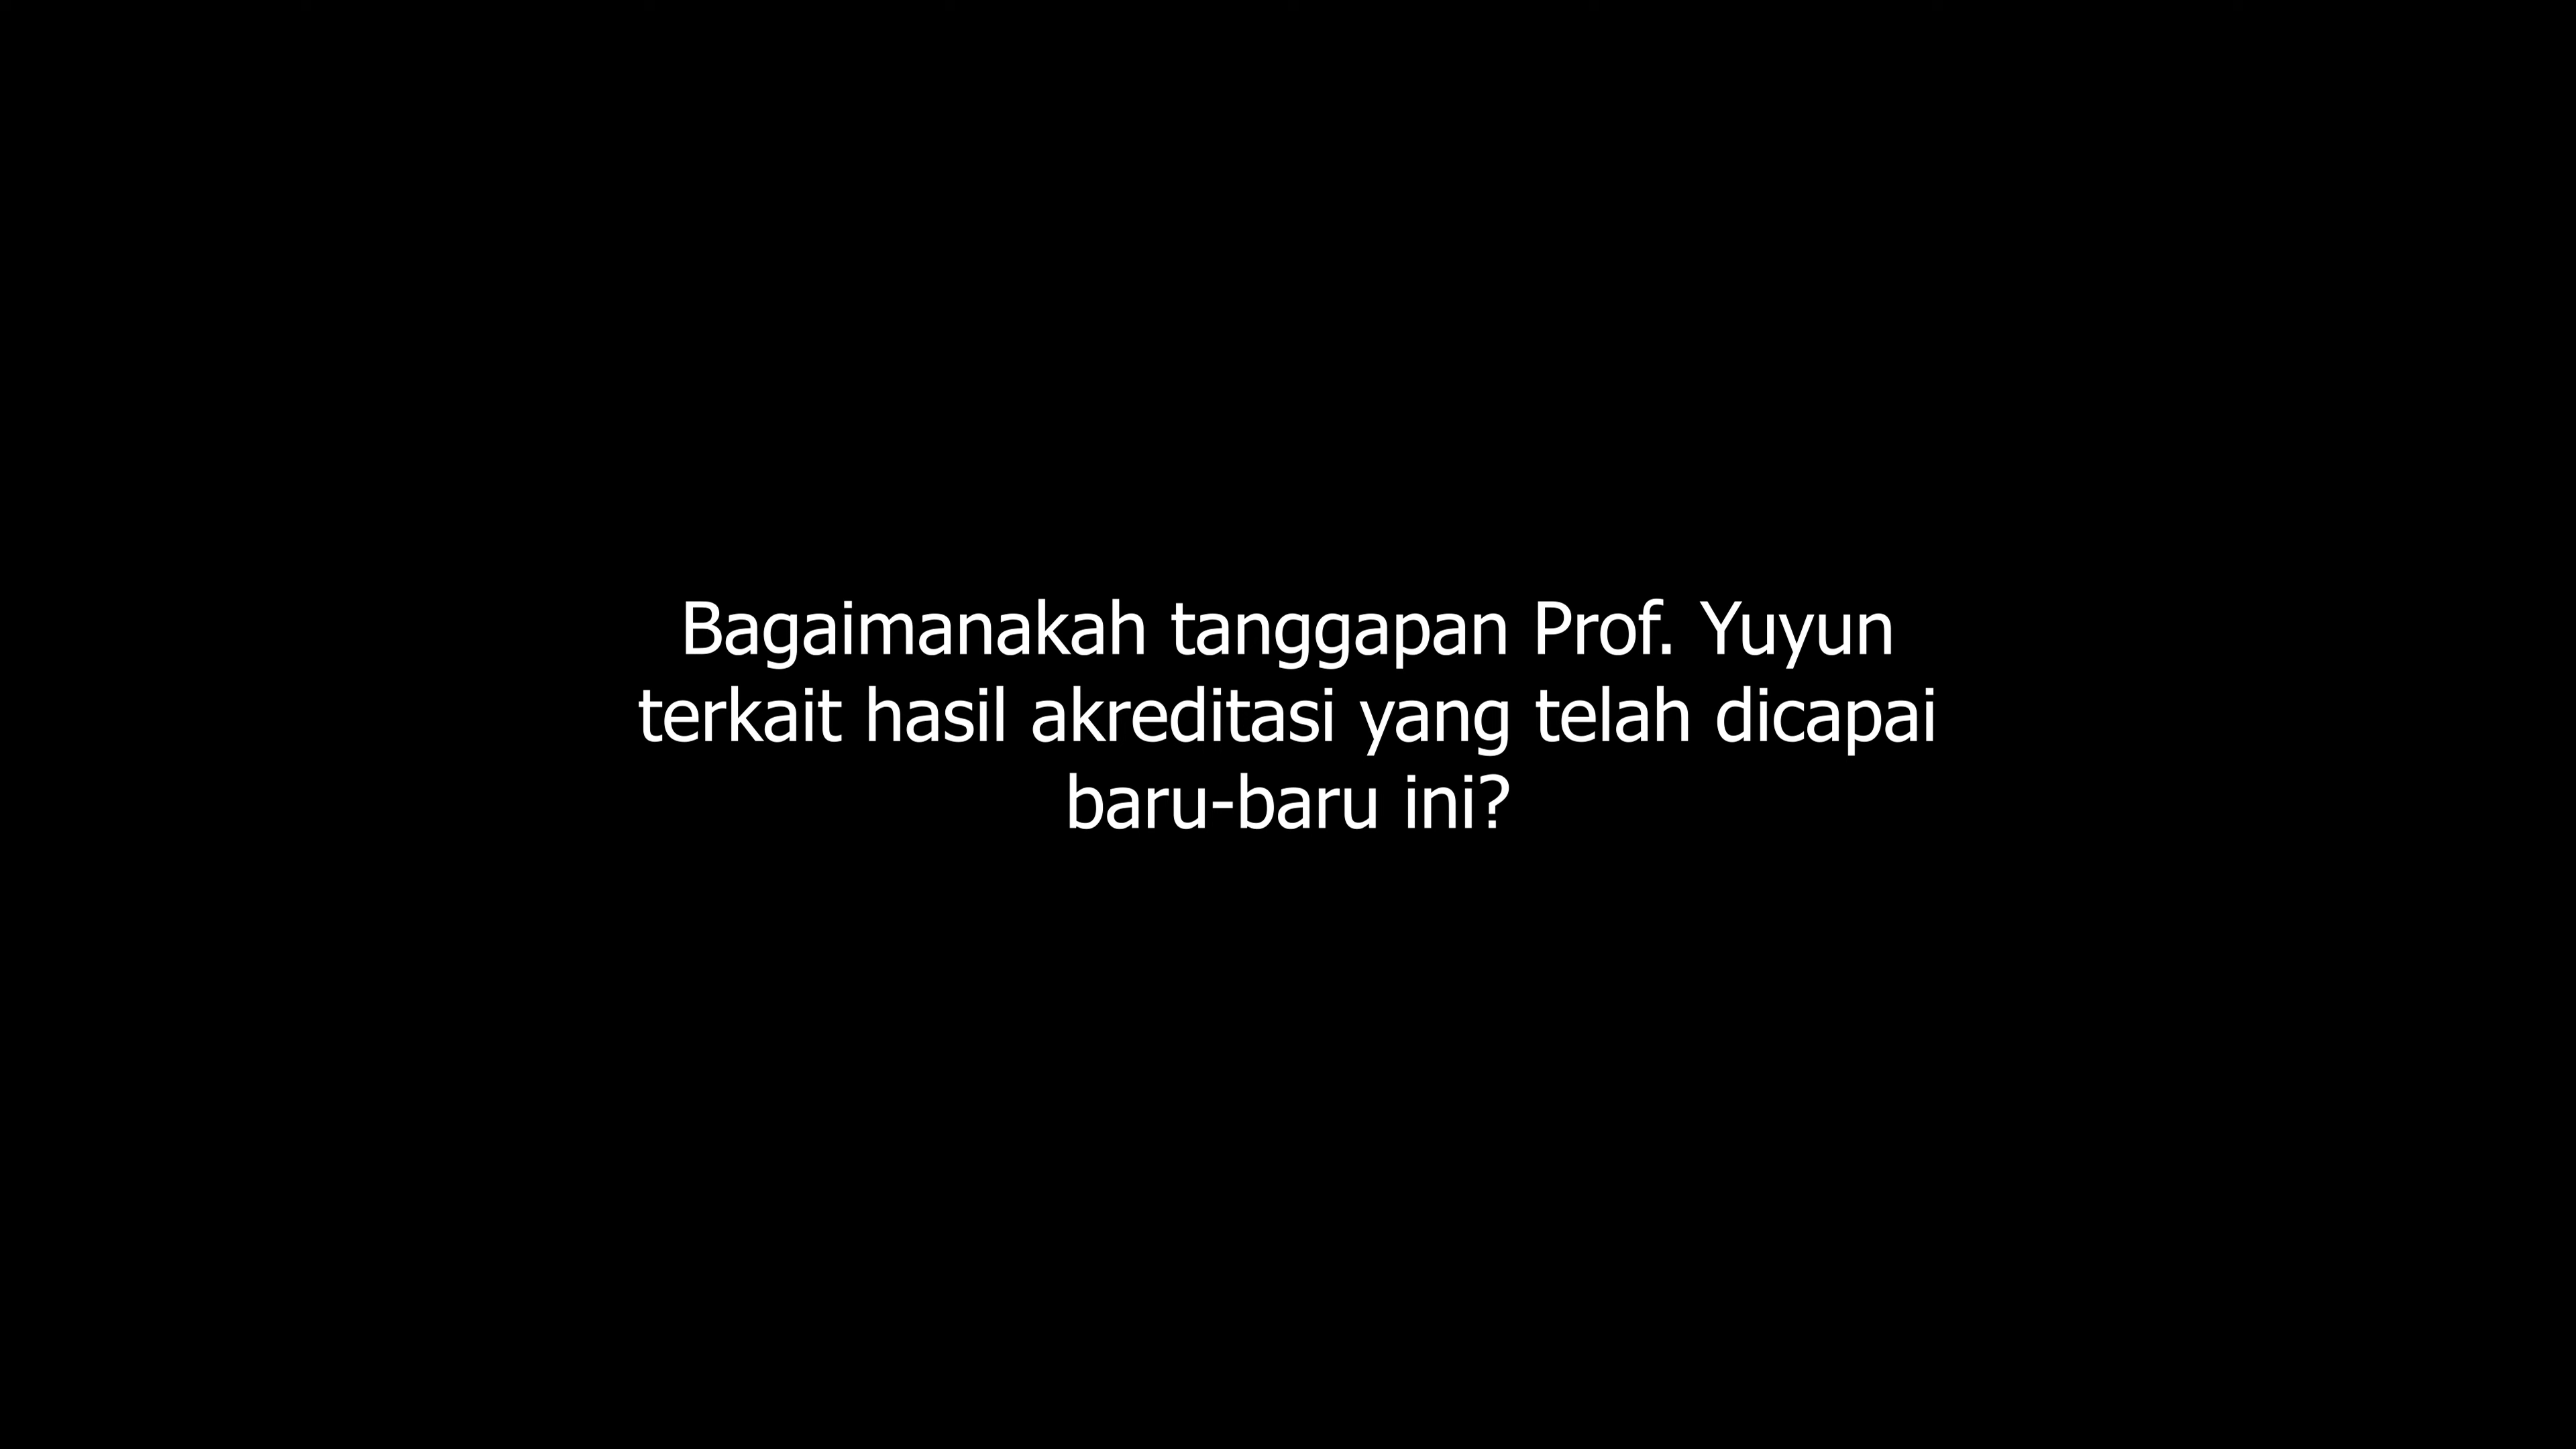 Bagaimanakah tanggapan Prof. Yuyun
terkait hasil akreditasi yang telah dicapai
baru-baru ini?